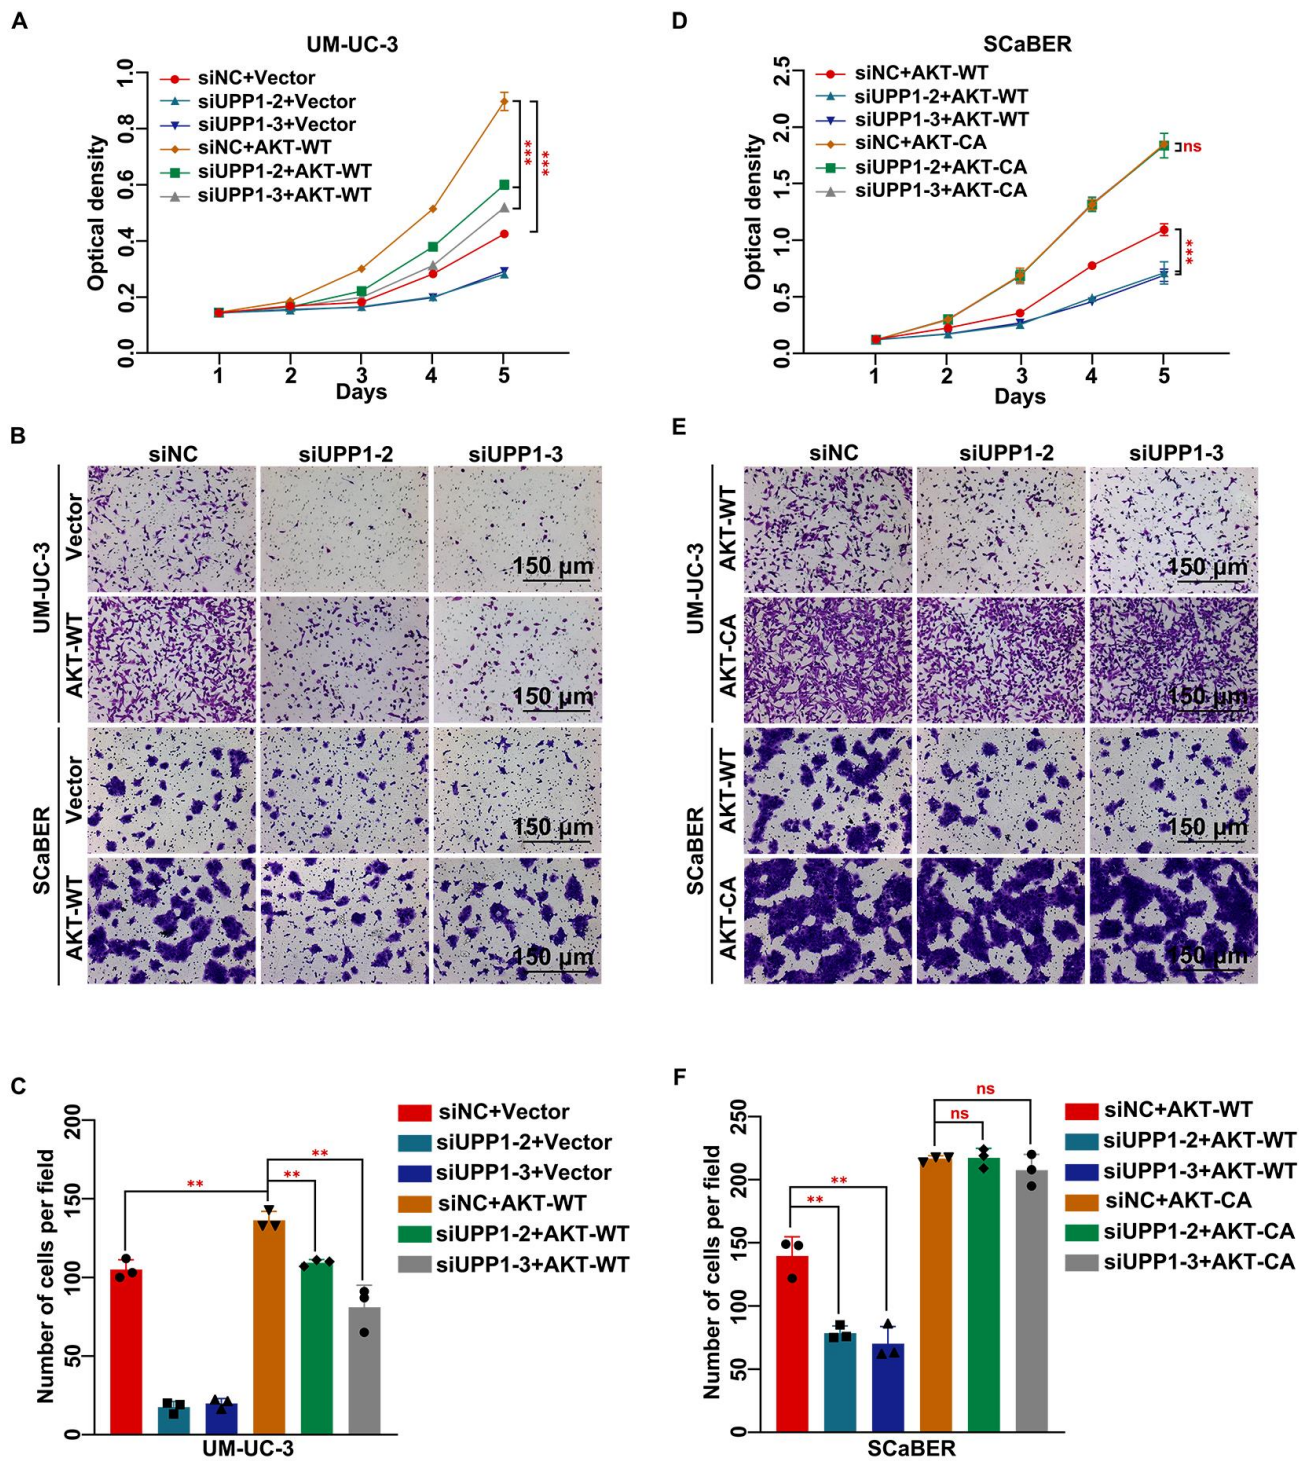 A
UM-UC-3
siNC+Vector
siUPP1-2+Vector
siUPP1-3+Vector
siNC+AKT-WT
siUPP1-2+AKT-WT
siUPP1-3+AKT-WT
Optical density
1.0
0.8
0.6
0.4
0.2
0.0
***
***
1 2 3 4 5
Days
D
SCaBER
siNC+AKT-WT
siUPP1-2+AKT-WT
siUPP1-3+AKT-WT
siNC+AKT-CA
siUPP1-2+AKT-CA
siUPP1-3+AKT-CA
Optical density
2.5
2.0
1.5
1.0
0.5
0.0
ns
***
1 2 3 4 5
Days
B
siNC siUPP1-2 siUPP1-3
UM-UC-3
Vector
150 µm
AKT-WT
150 µm
SCaBER
Vector
150 µm
AKT-WT
150 µm
E
siNC siUPP1-2 siUPP1-3
UM-UC-3
AKT-WT
150 µm
AKT-CA
150 µm
SCaBER
AKT-WT
150 µm
AKT-CA
150 µm
C
Number of cells per field
200
150
100
50
0
**
**
**
UM-UC-3
siNC+Vector
siUPP1-2+Vector
siUPP1-3+Vector
siNC+AKT-WT
siUPP1-2+AKT-WT
siUPP1-3+AKT-WT
F
Number of cells per field
250
200
150
100
50
0
**
**
ns
ns
SCaBER
siNC+AKT-WT
siUPP1-2+AKT-WT
siUPP1-3+AKT-WT
siNC+AKT-CA
siUPP1-2+AKT-CA
siUPP1-3+AKT-CA